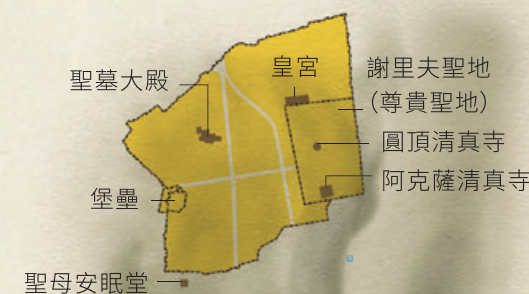 皇宮
謝里夫聖地
(尊貴聖地)
聖墓大殿
圓頂清真寺
阿克薩清真寺
堡壘
聖母安眠堂